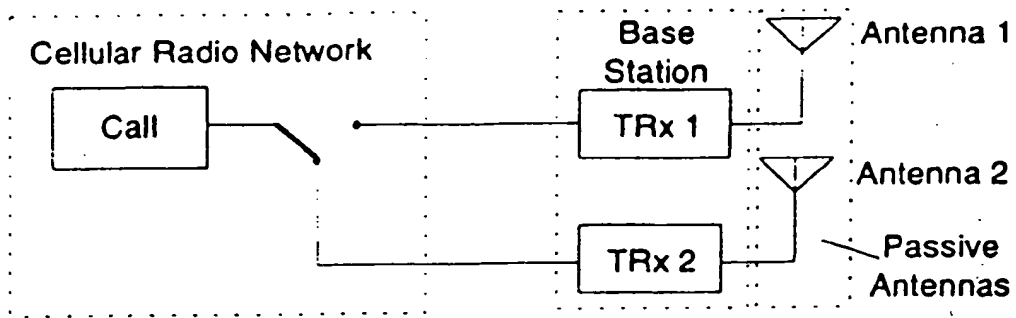 Cellular Radio Network
Call
Base
Station
TRx 1
TRx 2
Antenna 1
Antenna 2
Passive
Antennas